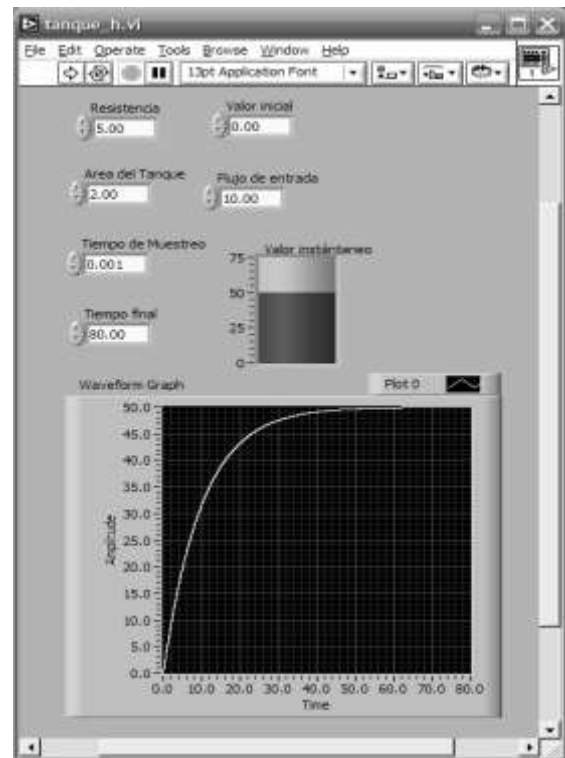 tanque_h.vi
File Edit Operate Tools Browse Window Help
13pt Application Font
1
Resistencia
5.00
Valor inicial
0.00
Area del Tanque
2.00
Flujo de entrada
10.00
Tiempo de Muestreo
0.001
Valor instántaneo
75
50
25
0
Tiempo final
80.00
Waveform Graph
Plot 0
50.0
45.0
40.0
35.0
30.0
25.0
20.0
15.0
10.0
5.0
0.0
Amplitude
0.0 10.0 20.0 30.0 40.0 50.0 60.0 70.0 80.0
Time